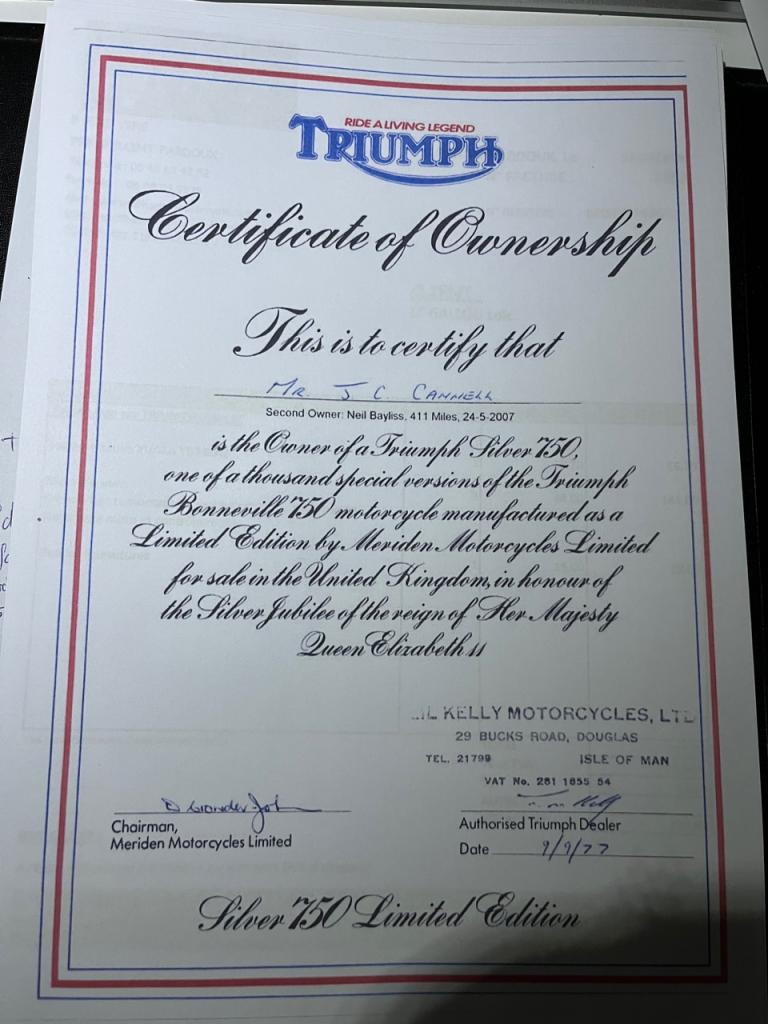 RIDE A LIVING LEGEND
TRIUMPH
Certificate of Ownership
This is to certify that
MR. J C CANNELL
Second Owner: Neil Bayliss, 411 Miles, 24-5-2007
is the Owner of a Triumph Silver 750,
one of a thousand special versions of the Triumph
Bonneville 750 motorcycle manufactured as a
Limited Edition by Meriden Motorcycles Limited
for sale in the United Kingdom, in honour of
the Silver Jubilee of the reign of Her Majesty
Queen Elizabeth II
KELLY MOTORCYCLES, LTD
29 BUCKS ROAD, DOUGLAS
TEL. 21799 ISLE OF MAN
VAT No. 281 1855 54
Chairman,
Meriden Motorcycles Limited
Authorised Triumph Dealer
Date 9/9/77
Silver 750 Limited Edition